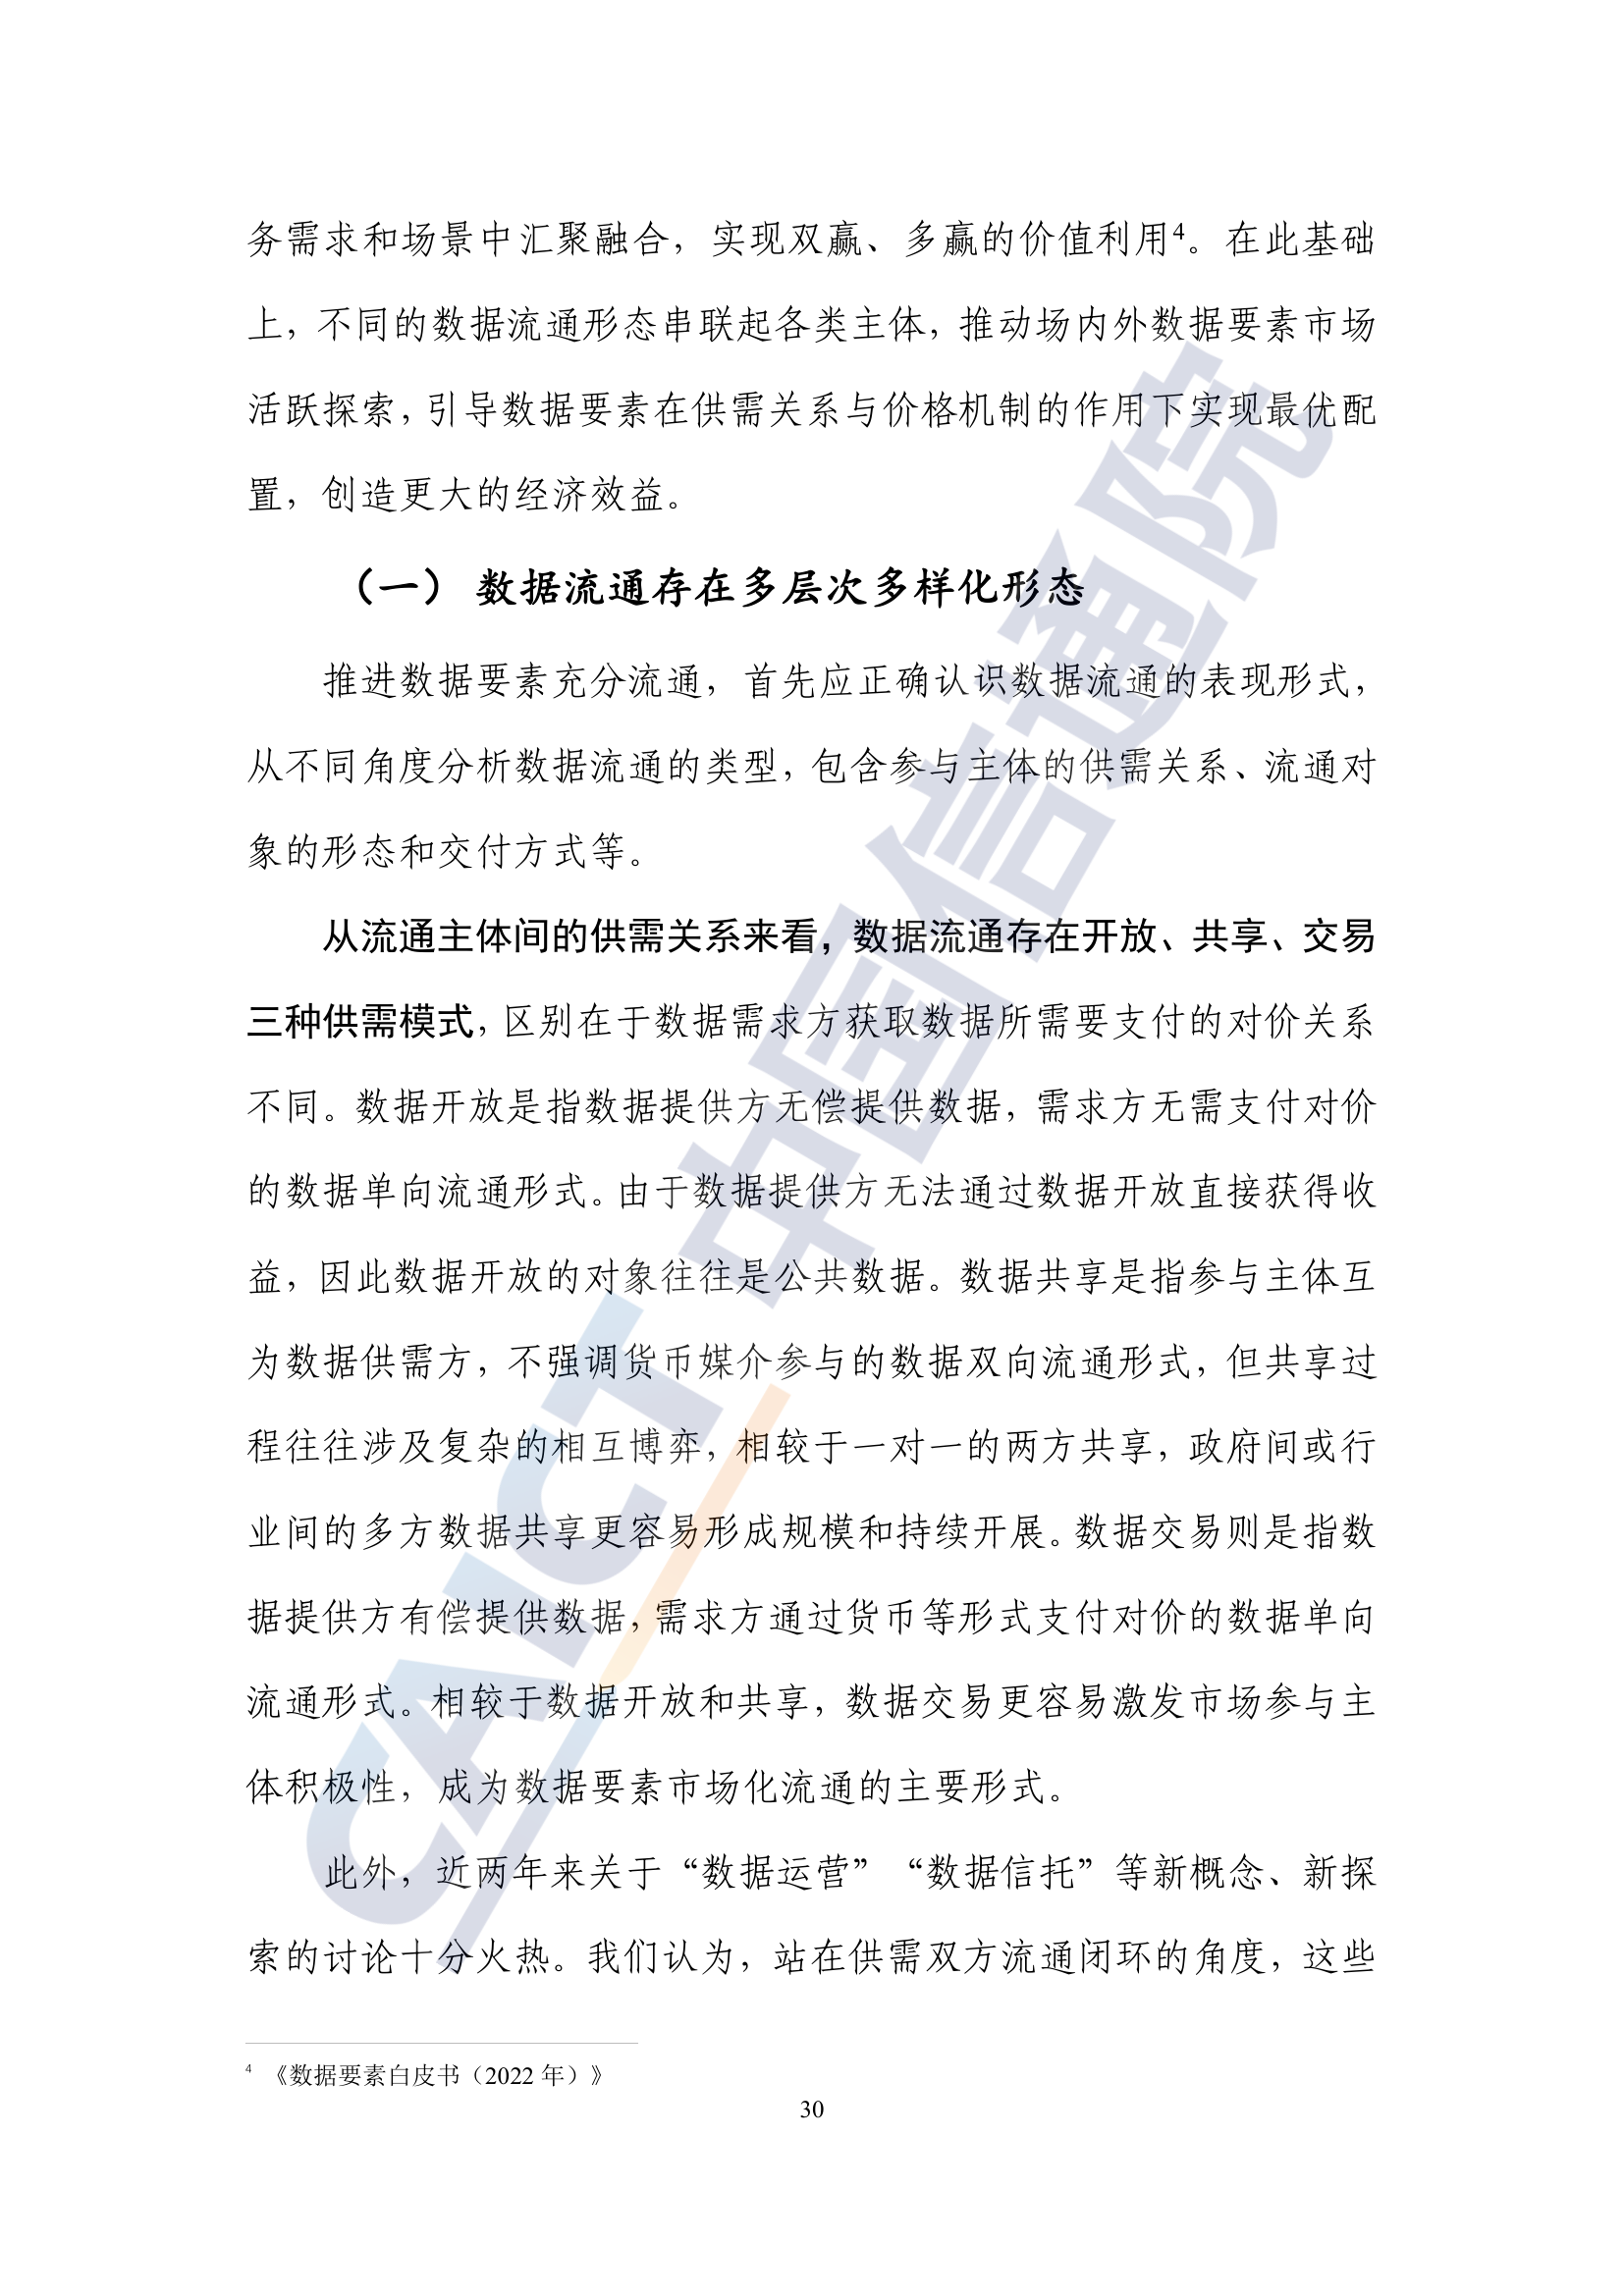 务需求和场景中汇聚融合，实现双赢、多赢的价值利用4。在此基础
上，不同的数据流通形态串联起各类主体，推动场内外数据要素市场
活跃探索，引导数据要素在供需关系与价格机制的作用下实现最优配
置，创造更大的经济效益。
（一） 数据流通存在多层次多样化形态
推进数据要素充分流通，首先应正确认识数据流通的表现形式，
从不同角度分析数据流通的类型，包含参与主体的供需关系、流通对
象的形态和交付方式等。
从流通主体间的供需关系来看，数据流通存在开放、共享、交易
三种供需模式，区别在于数据需求方获取数据所需要支付的对价关系
不同。数据开放是指数据提供方无偿提供数据，需求方无需支付对价
的数据单向流通形式。由于数据提供方无法通过数据开放直接获得收
益，因此数据开放的对象往往是公共数据。数据共享是指参与主体互
为数据供需方，不强调货币媒介参与的数据双向流通形式，但共享过
程往往涉及复杂的相互博弈，相较于一对一的两方共享，政府间或行
业间的多方数据共享更容易形成规模和持续开展。数据交易则是指数
据提供方有偿提供数据，需求方通过货币等形式支付对价的数据单向
流通形式。相较于数据开放和共享，数据交易更容易激发市场参与主
体积极性，成为数据要素市场化流通的主要形式。
此外，近两年来关于“数据运营”“数据信托”等新概念、新探
索的讨论十分火热。我们认为，站在供需双方流通闭环的角度，这些
4 《数据要素白皮书（2022 年）》
30
CAICT 中国信通院